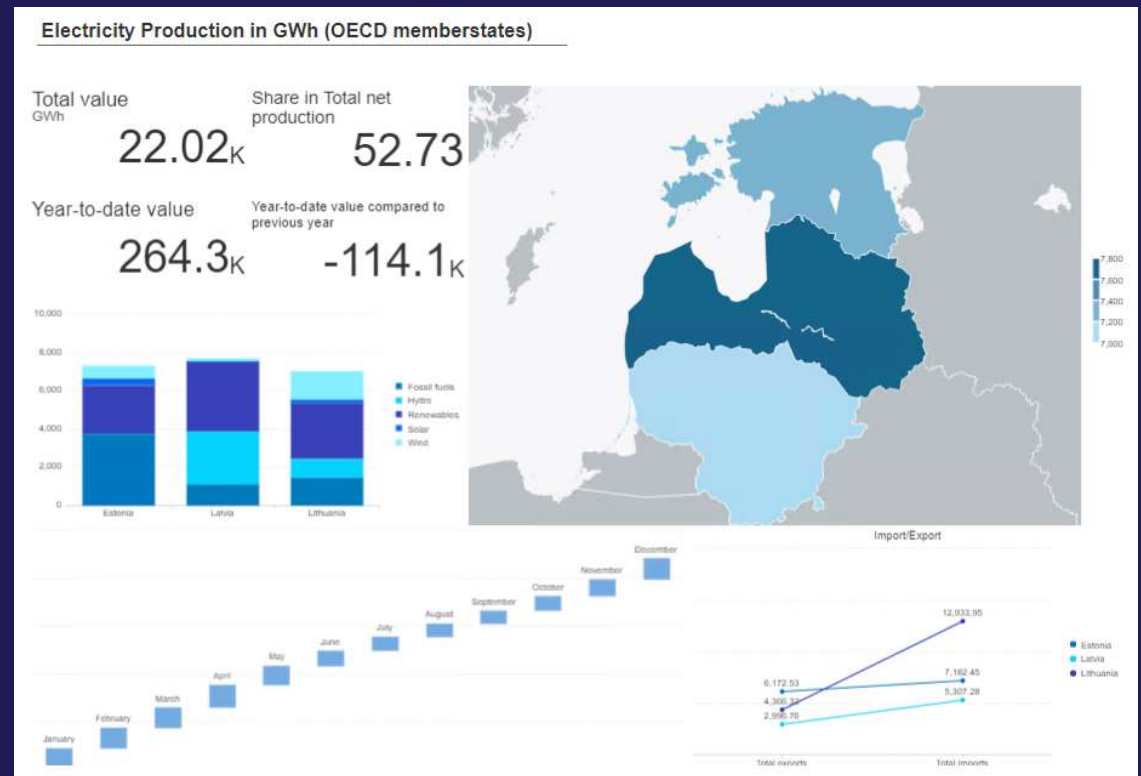 Electricity Production in GWh (OECD memberstates)
Total value
GWh
22.02K
Share in Total net
production
52.73
Year-to-date value
264.3K
Year-to-date value compared to
previous year
-114.1K
7,800
7,600
7,400
7,200
7,000
10,000
8,000
6,000
4,000
2,000
0
Estonia
Latvia
Lithuania
Fossil fuels
Hydro
Renewables
Solar
Wind
January
February
March
April
May
June
July
August
September
October
November
December
Import/Export
6,172.53
4,366.32
2,996.76
12,933.95
7,162.45
5,307.28
Total exports
Total imports
Estonia
Latvia
Lithuania